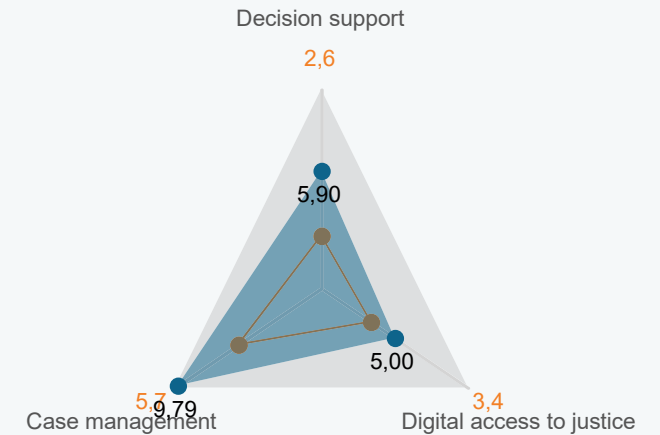 Decision support
2,6
5,90
5,00
5,7
9,79
3,4
Case management
Digital access to justice